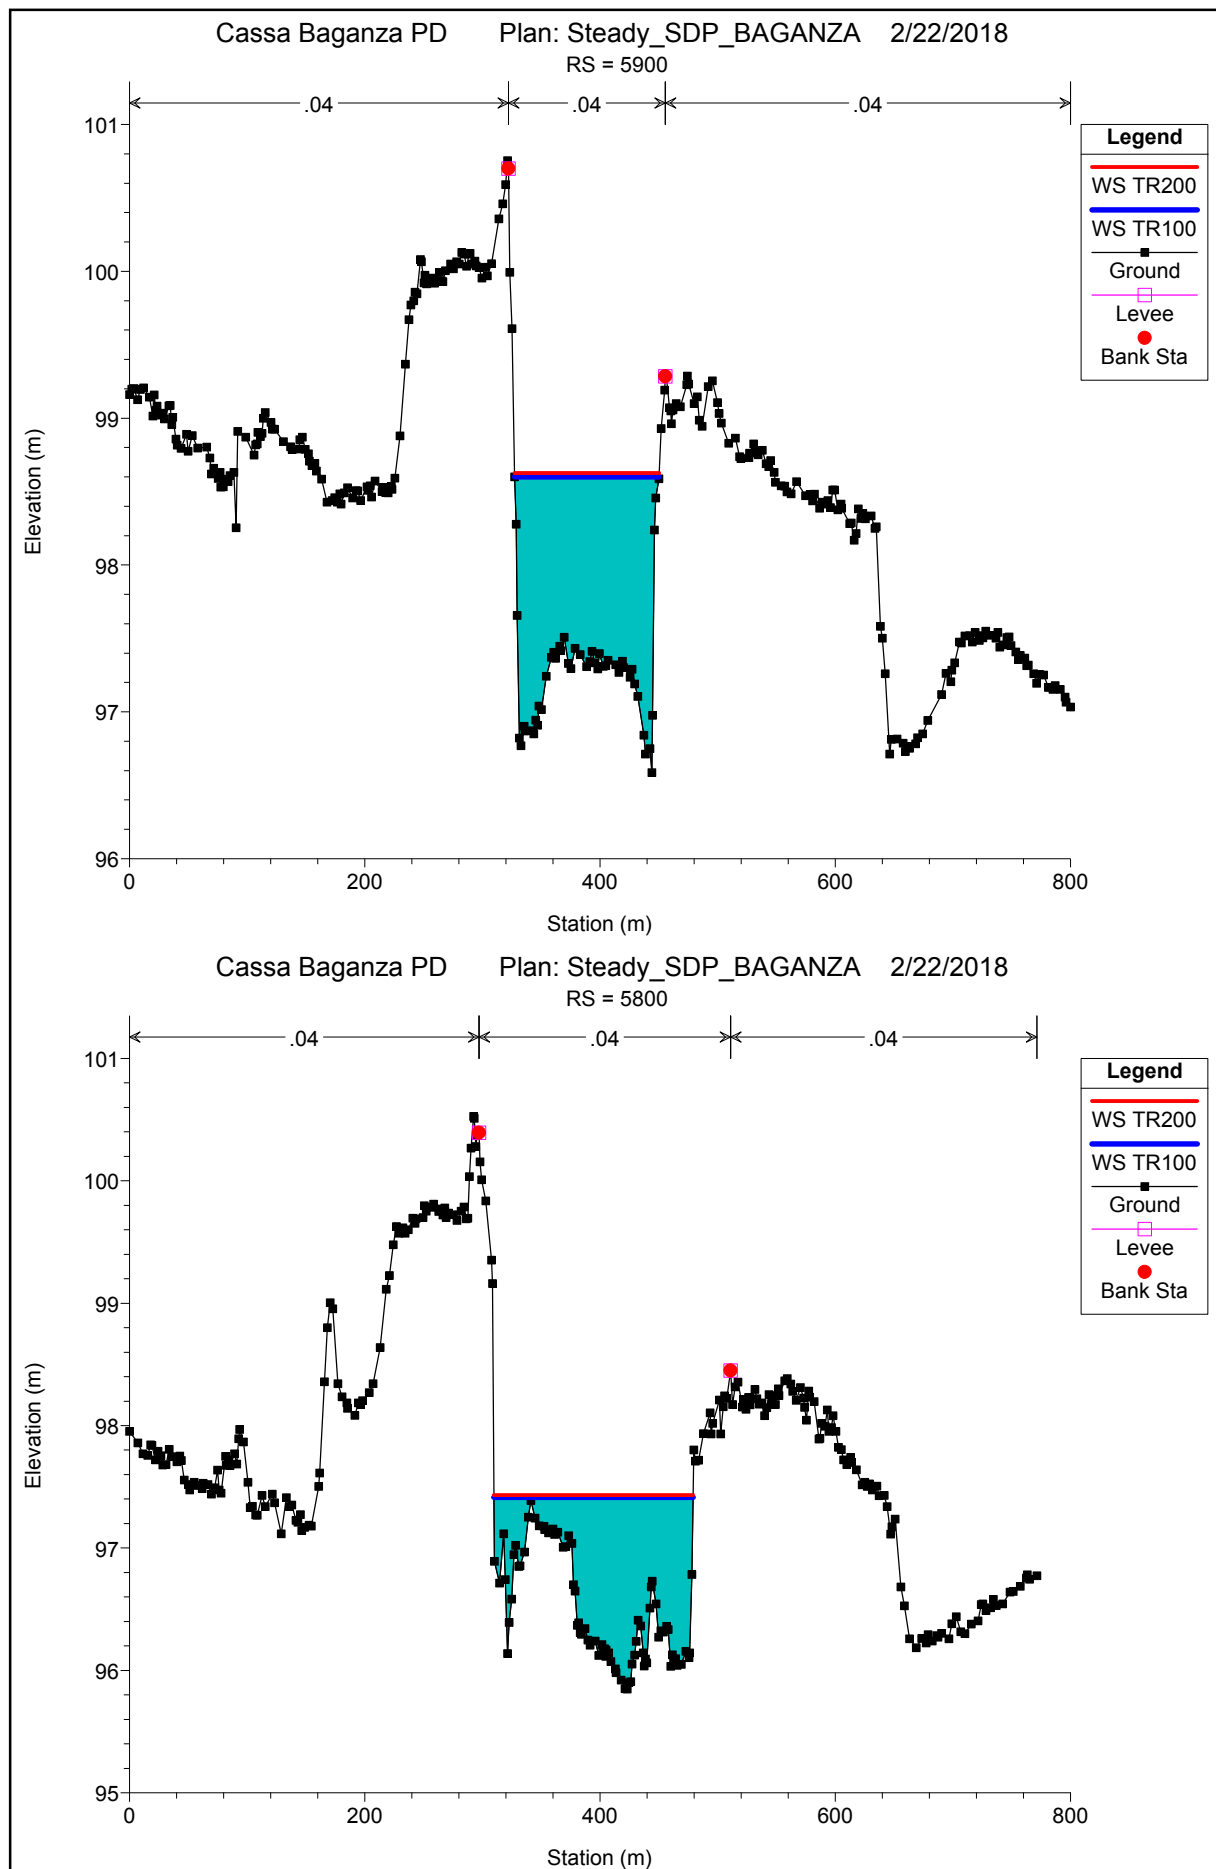 Cassa Baganza PD Plan: Steady_SDP_BAGANZA 2/22/2018
RS = 5900
.04 .04 .04
101
100
99
98
97
96
Elevation (m)
0 200 400 600 800
Station (m)
Legend
WS TR200
WS TR100
Ground
Levee
Bank Sta
Cassa Baganza PD Plan: Steady_SDP_BAGANZA 2/22/2018
RS = 5800
.04 .04 .04
101
100
99
98
97
96
95
Elevation (m)
0 200 400 600 800
Station (m)
Legend
WS TR200
WS TR100
Ground
Levee
Bank Sta